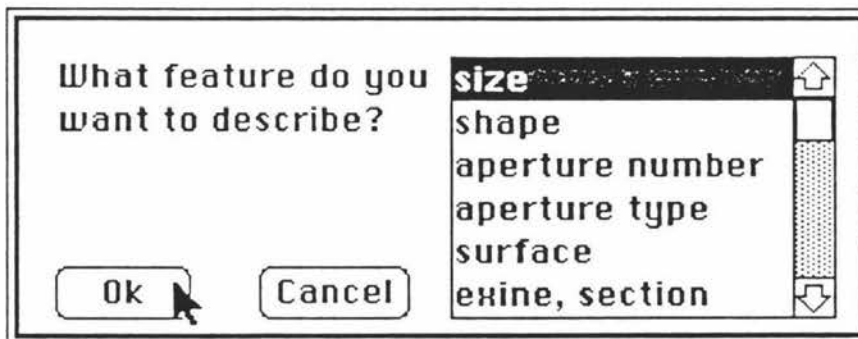 What feature do you
want to describe?
size
shape
aperture number
aperture type
surface
exine, section
Ok
Cancel